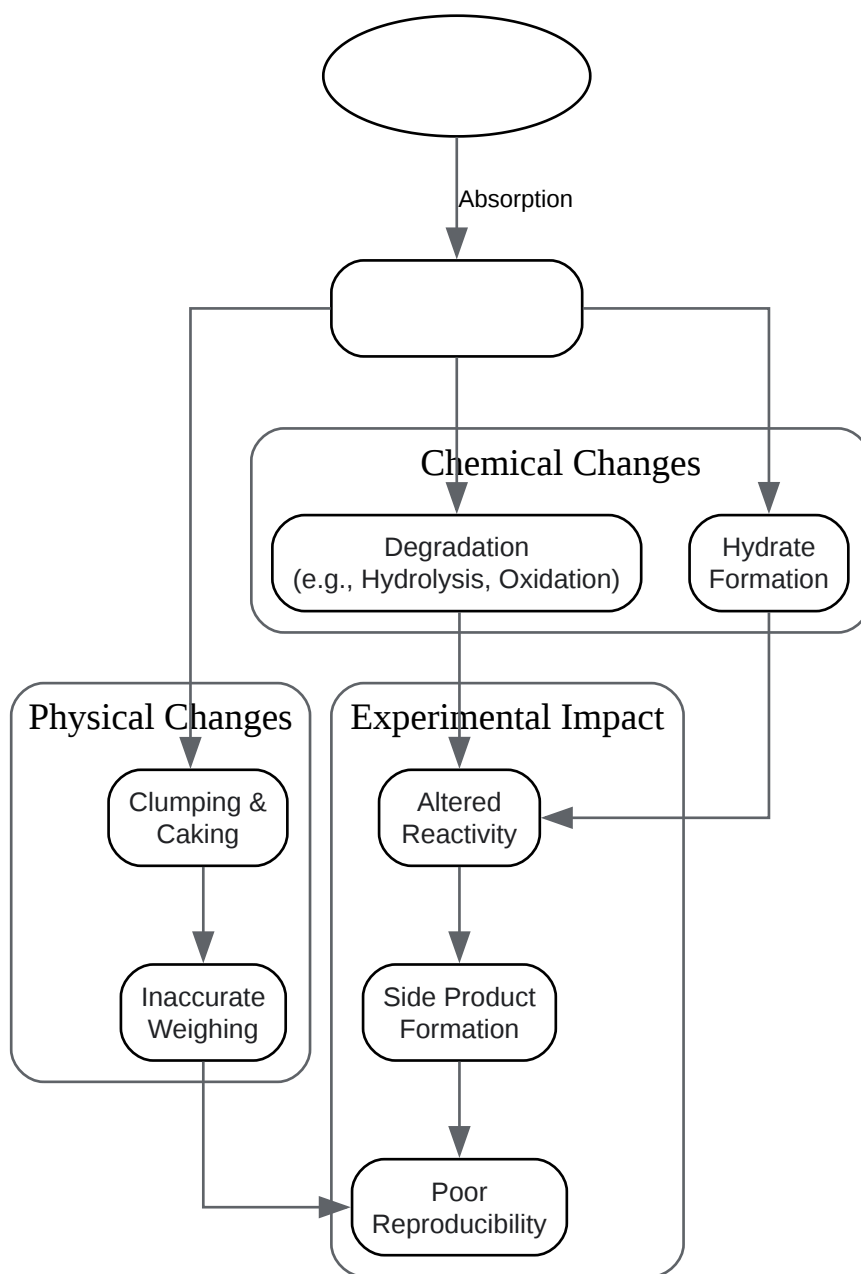 Absorption
Chemical Changes
Degradation
(e.g., Hydrolysis, Oxidation)
Hydrate
Formation
Physical Changes
Experimental Impact
Clumping &
Caking
Altered
Reactivity
Inaccurate
Weighing
Side Product
Formation
Poor
Reproducibility